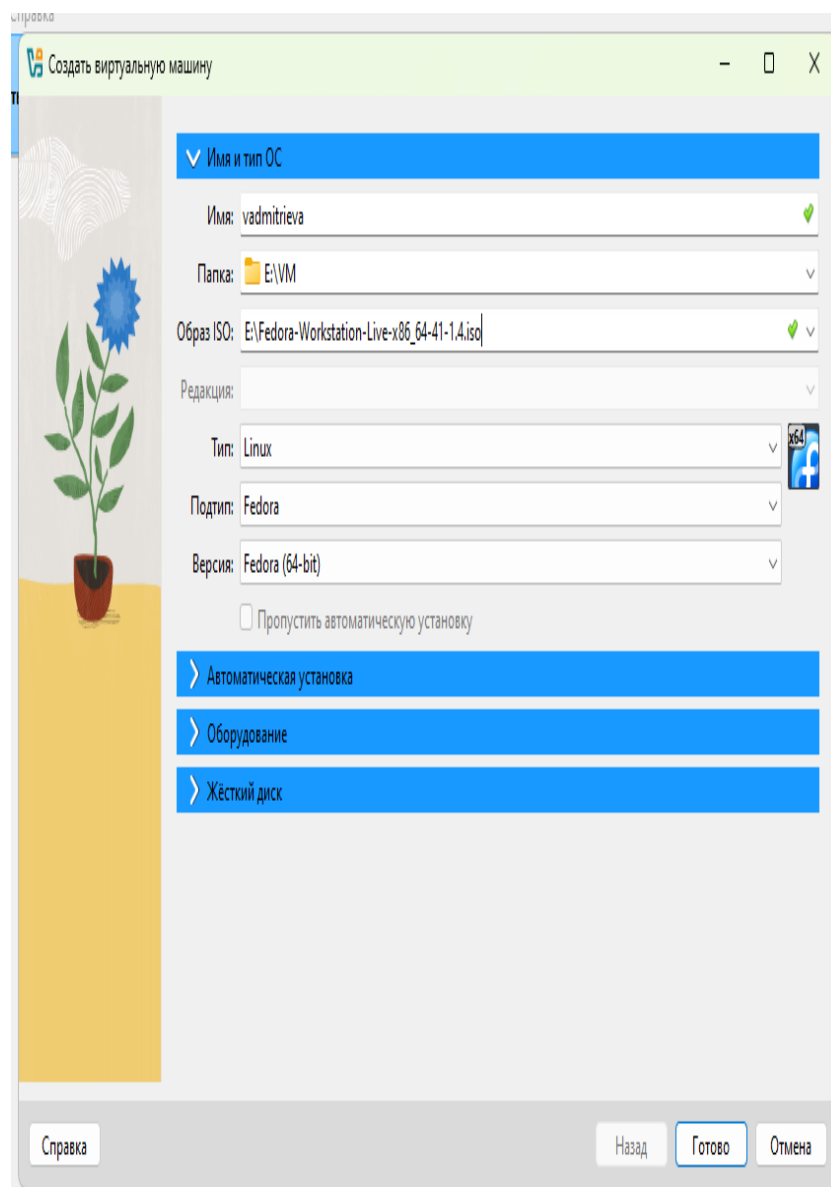 Справка
Создать виртуальную машину
Имя и тип ОС
Имя: vadmitrieva
Папка: E:\VM
Образ ISO: E:\Fedora-Workstation-Live-x86_64-41-1.4.iso
Редакция:
Тип: Linux
x64
Подтип: Fedora
Версия: Fedora (64-bit)
Пропустить автоматическую установку
Автоматическая установка
Оборудование
Жёсткий диск
Справка Назад Готово Отмена